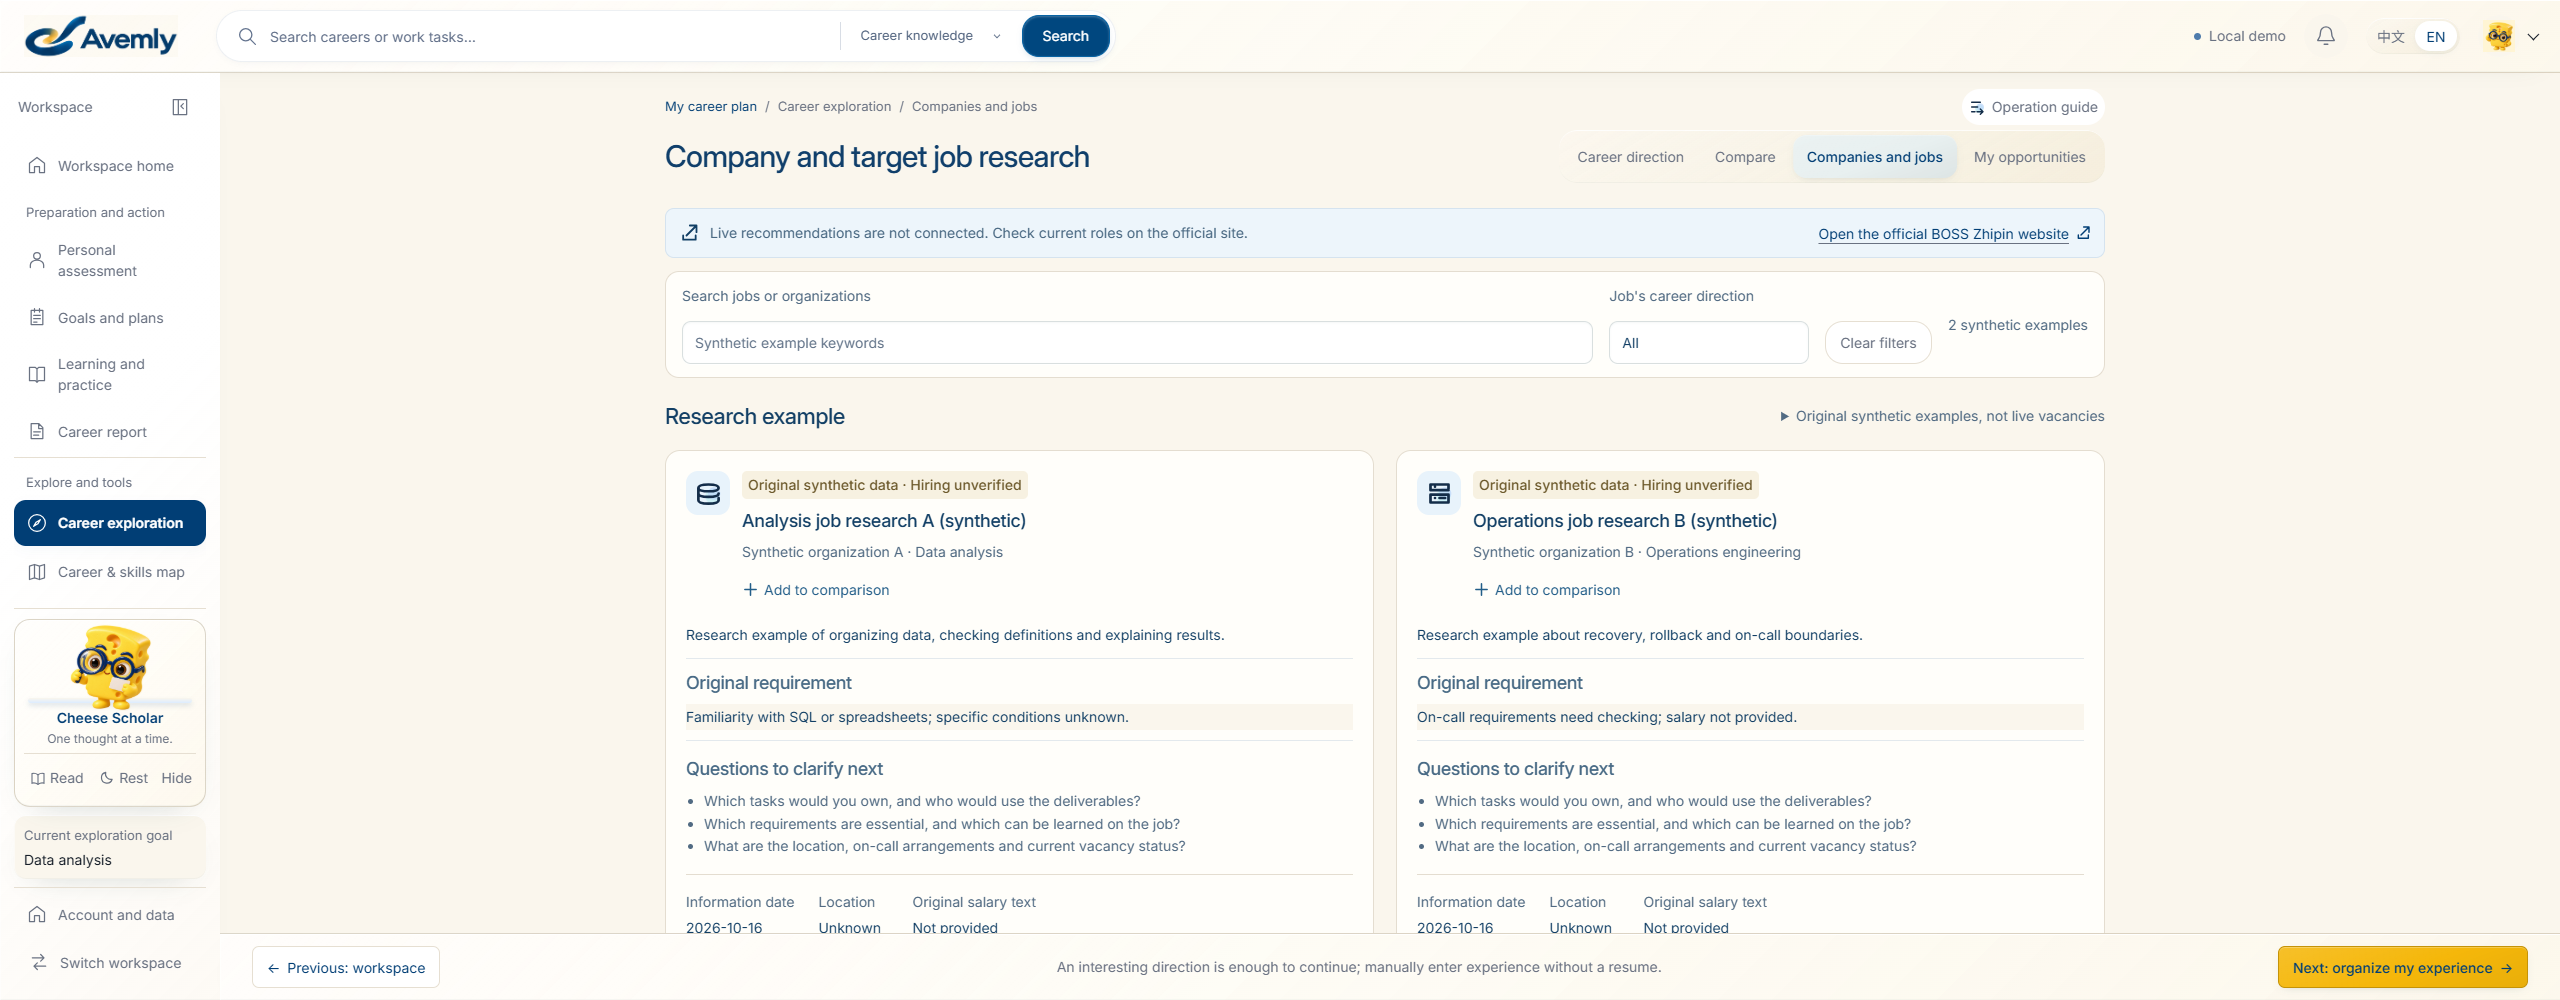 Avemly
Search careers or work tasks...
Career knowledge
Search
Local demo
中文
EN
Workspace
Workspace home
Preparation and action
Personal
assessment
Goals and plans
Learning and
practice
Career report
Explore and tools
Career exploration
Career & skills map
Cheese Scholar
One thought at a time.
Read
Rest
Hide
Current exploration goal
Data analysis
Account and data
Switch workspace
My career plan / Career exploration / Companies and jobs
Operation guide
Company and target job research
Career direction
Compare
Companies and jobs
My opportunities
Live recommendations are not connected. Check current roles on the official site.
Open the official BOSS Zhipin website
Search jobs or organizations
Synthetic example keywords
Job's career direction
All
Clear filters
2 synthetic examples
Research example
Original synthetic examples, not live vacancies
Original synthetic data · Hiring unverified
Analysis job research A (synthetic)
Synthetic organization A · Data analysis
Add to comparison
Research example of organizing data, checking definitions and explaining results.
Original requirement
Familiarity with SQL or spreadsheets; specific conditions unknown.
Questions to clarify next
• Which tasks would you own, and who would use the deliverables?
• Which requirements are essential, and which can be learned on the job?
• What are the location, on-call arrangements and current vacancy status?
Information date Location Original salary text
2026-10-16 Unknown Not provided
Original synthetic data · Hiring unverified
Operations job research B (synthetic)
Synthetic organization B · Operations engineering
Add to comparison
Research example about recovery, rollback and on-call boundaries.
Original requirement
On-call requirements need checking; salary not provided.
Questions to clarify next
• Which tasks would you own, and who would use the deliverables?
• Which requirements are essential, and which can be learned on the job?
• What are the location, on-call arrangements and current vacancy status?
Information date Location Original salary text
2026-10-16 Unknown Not provided
← Previous: workspace
An interesting direction is enough to continue; manually enter experience without a resume.
Next: organize my experience →